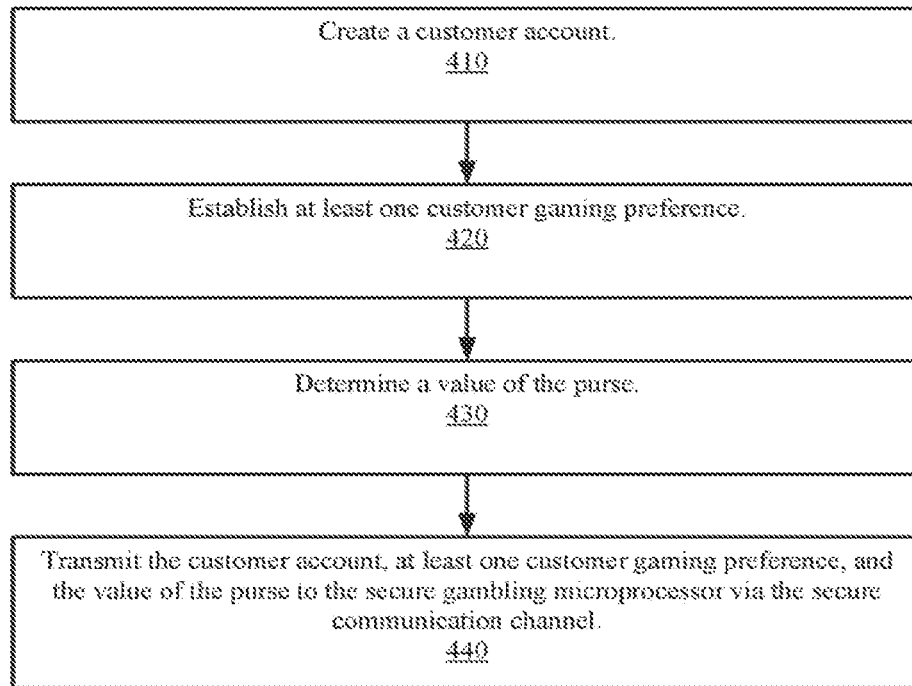 Create a customer account.
410
Establish at least one customer gaming preference.
420
Determine a value of the purse.
430
Transmit the customer account, at least one customer gaming preference, and
the value of the purse to the secure gambling microprocessor via the secure
communication channel.
440